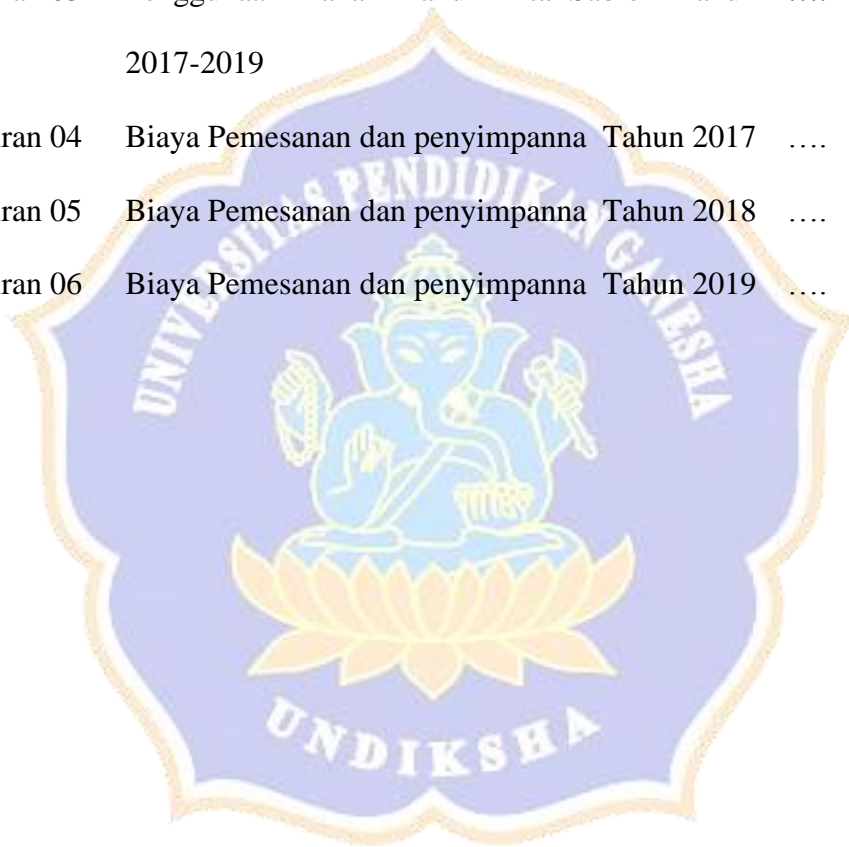 2017-2019
ran 04 Biaya Pemesanan dan penyimpanna Tahun 2017 ….
ran 05 Biaya Pemesanan dan penyimpanna Tahun 2018 ….
ran 06 Biaya Pemesanan dan penyimpanna Tahun 2019 ….
UNIVERSITAS PENDIDIKAN GANESHA
UNDIKSHA